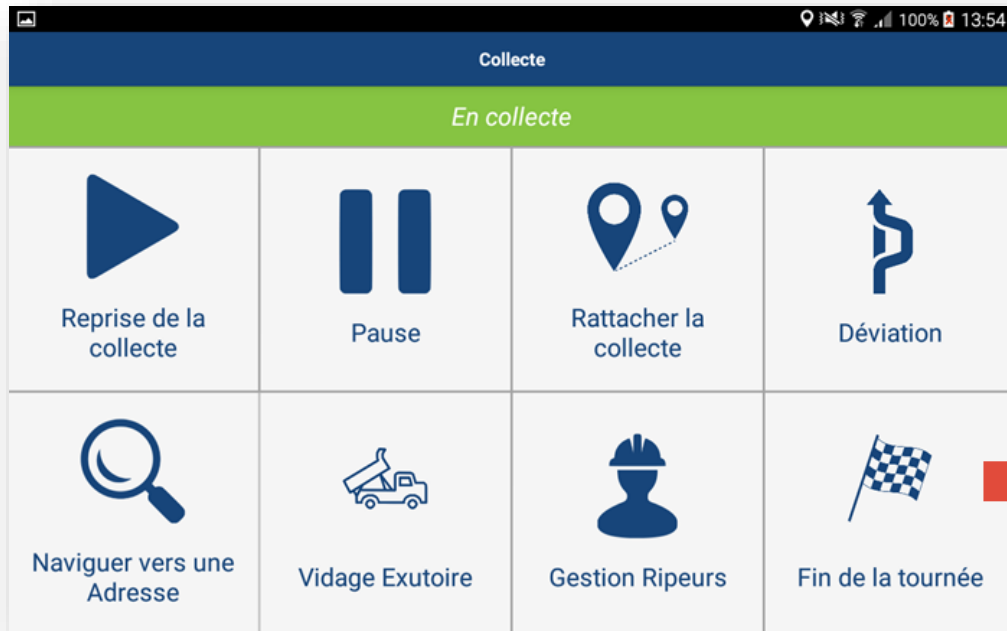 100% 13:54
Collecte
En collecte
Reprise de la
collecte
Pause
Rattacher la
collecte
Déviation
Naviguer vers une
Adresse
Vidage Exutoire
Gestion Ripeurs
Fin de la tournée